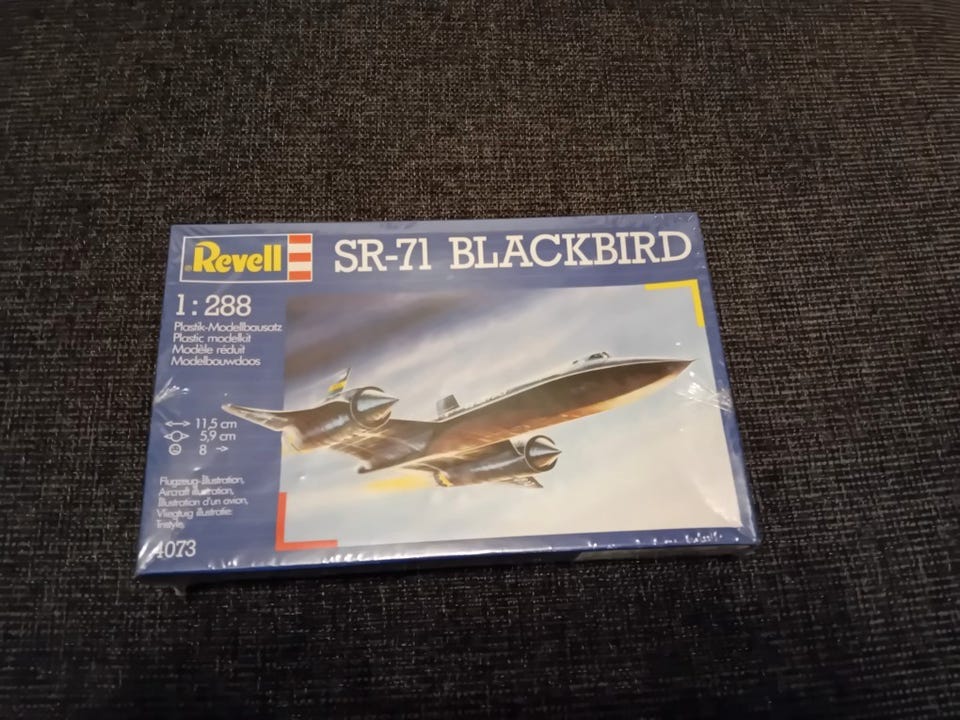 Revell
SR-71 BLACKBIRD
1:288
Plastik-Modellbausatz
Plastic modelkit
Modèle réduit
Modelbouwdoos
11,5 cm
5,9 cm
8
Flugzeug-Illustration,
Aircraft illustration,
Illustration d'un avion,
Vliegtuig illustratie:
Tristyle,
4073